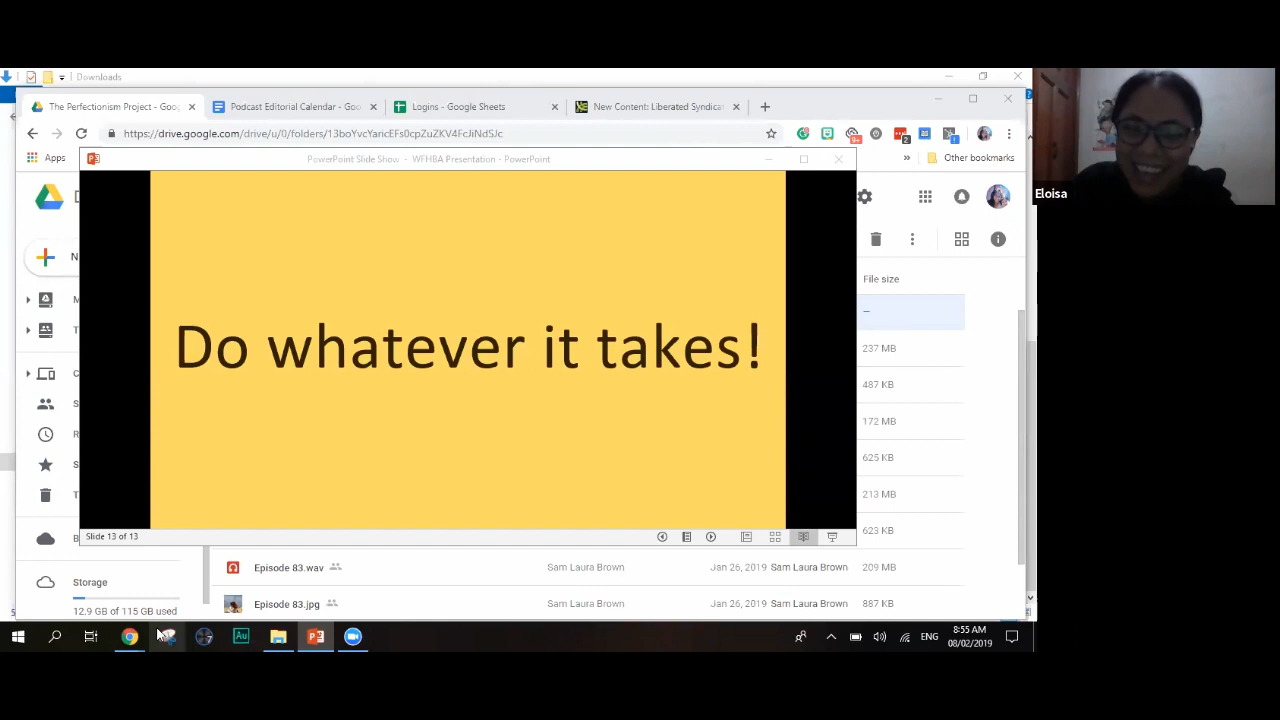 Downloads
The Perfectionism Project - Goo
Podcast Editorial Calendar - Goo
Logins - Google Sheets
New Content: Liberated Syndicat
https://drive.google.com/drive/u/0/folders/13boYvcYaricEFs0cpZuZKV4FcJiNdSJc
9+
2
Apps
Other bookmarks
PowerPoint Slide Show - WFHBA Presentation - PowerPoint
Eloisa
N
File size
M
T
C
S
R
S
T
B
Do whatever it takes!
237 MB
487 KB
172 MB
625 KB
213 MB
623 KB
Slide 13 of 13
Episode 83.wav
Sam Laura Brown
Jan 26, 2019 Sam Laura Brown
209 MB
Storage
12.9 GB of 115 GB used
Episode 83.jpg
Sam Laura Brown
Jan 26, 2019 Sam Laura Brown
887 KB
Au
ENG
8:55 AM
08/02/2019